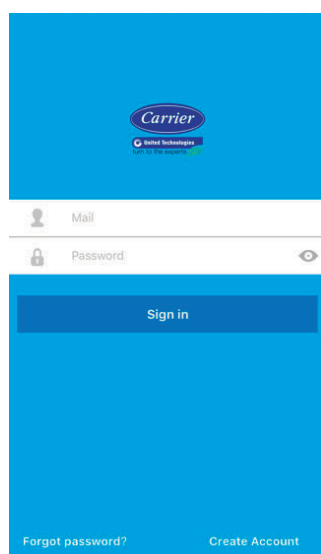 Carrier
United Technologies
turn to the experts
Mail
Password
Sign in
Forgot password?
Create Account